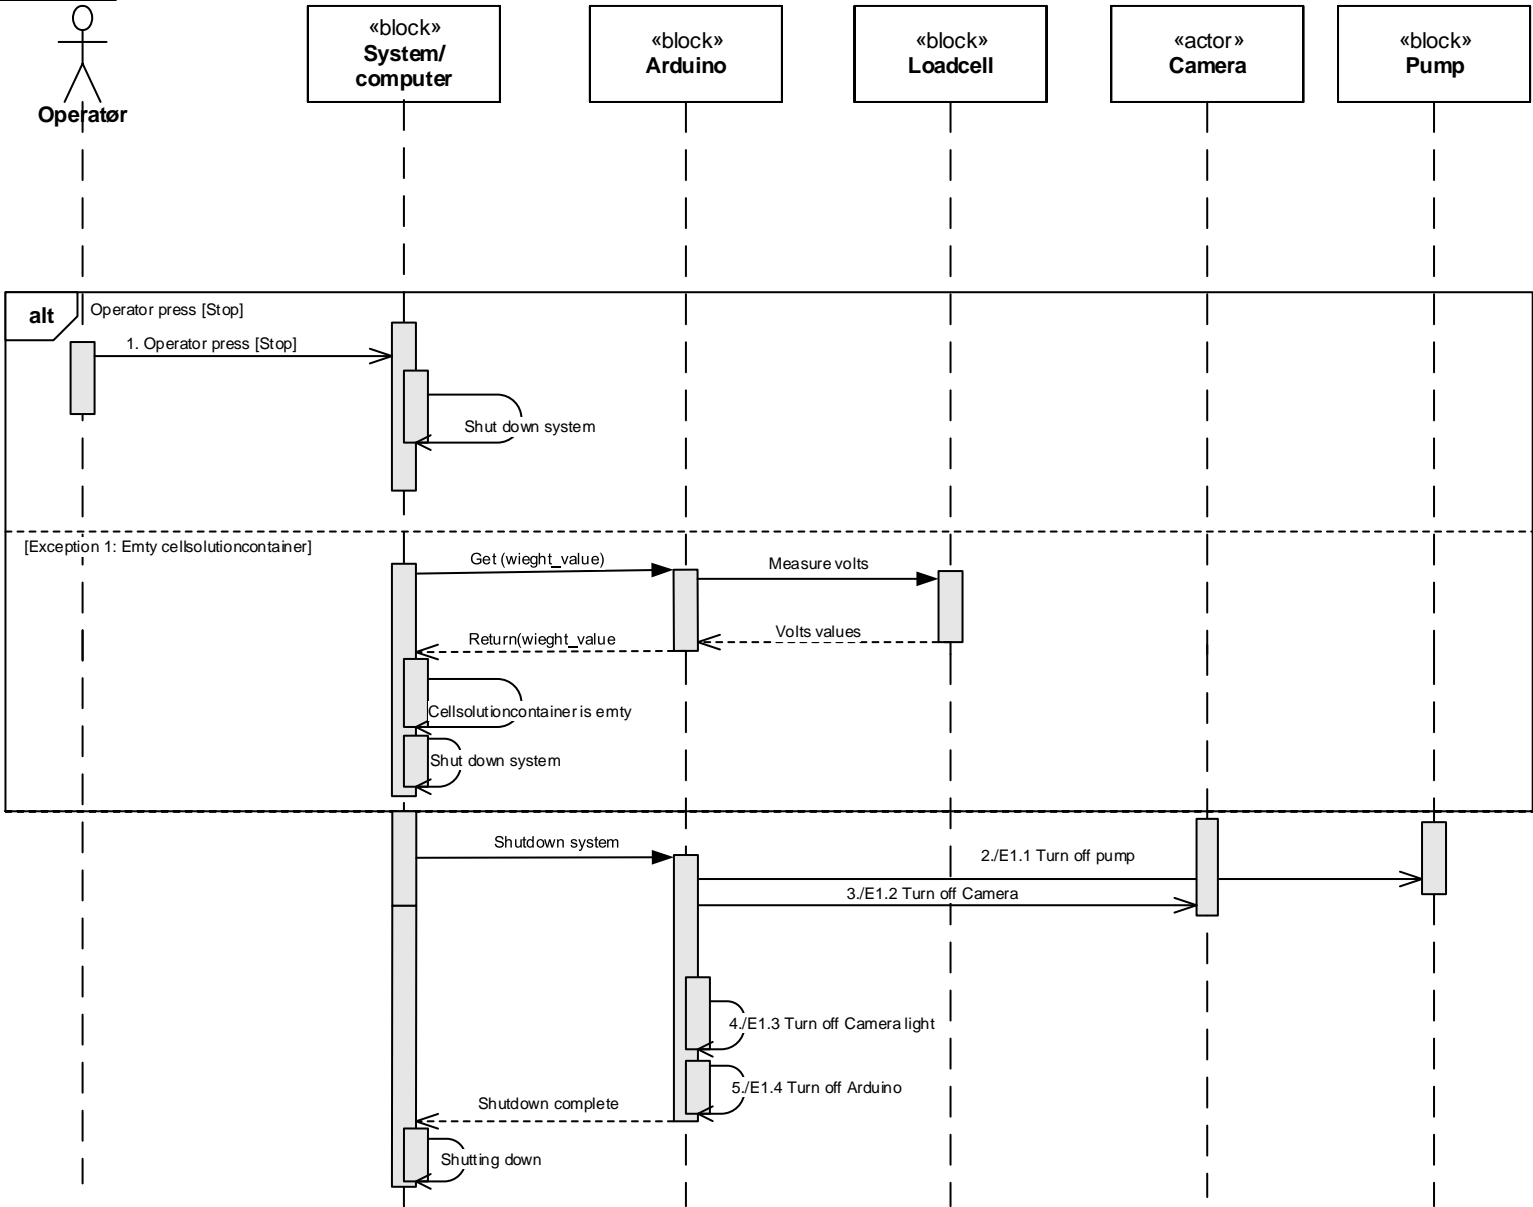 Operatør
«block»
System/
computer
«block»
Arduino
«block»
Loadcell
«actor»
Camera
«block»
Pump
alt
Operator press [Stop]
1. Operator press [Stop]
Shut down system
[Exception 1: Emty cellsolutioncontainer]
Get (wieght_value)
Measure volts
Volts values
Return(wieght_value
Cellsolutioncontainer is emty
Shut down system
Shutdown system
2./E1.1 Turn off pump
3./E1.2 Turn off Camera
4./E1.3 Turn off Camera light
5./E1.4 Turn off Arduino
Shutdown complete
Shutting down